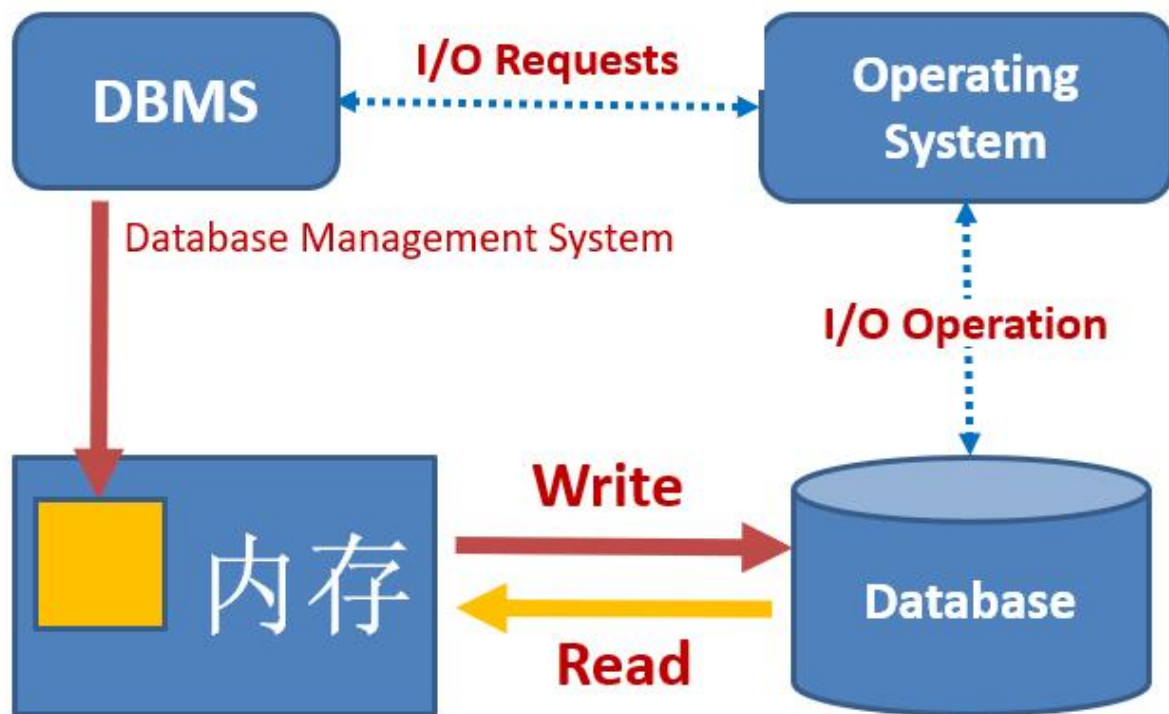 DBMS
I/O Requests
Operating
System
Database Management System
I/O Operation
Write
内存
Database
Read